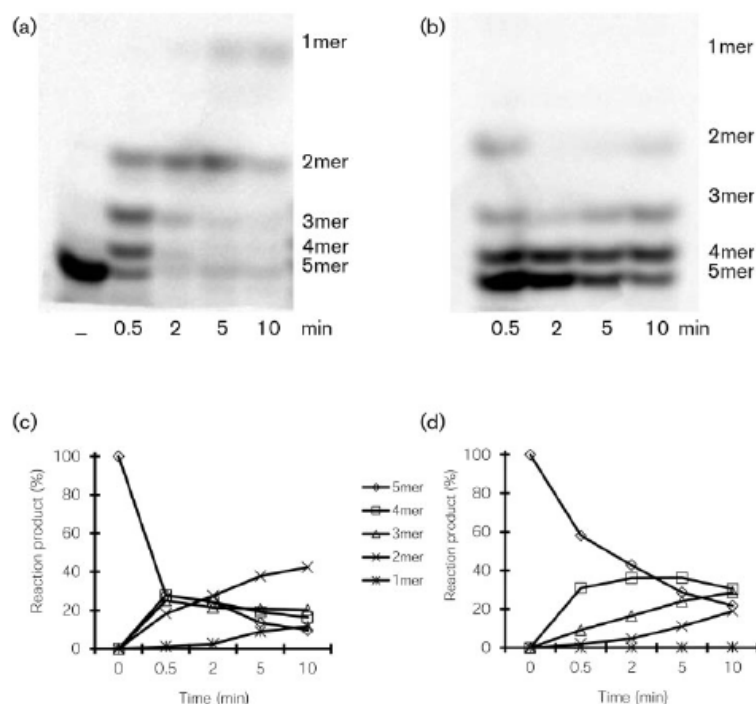 (a)
1mer
2mer
3mer
4mer
5mer
– 0.5 2 5 10 min
(b)
1mer
2mer
3mer
4mer
5mer
0.5 2 5 10 min
(c)
100
80
60
40
20
0
Reaction product (%)
0 0.5 2 5 10
Time (min)
5mer
4mer
3mer
2mer
1mer
(d)
100
80
60
40
20
0
Reaction product (%)
0 0.5 2 5 10
Time (min)